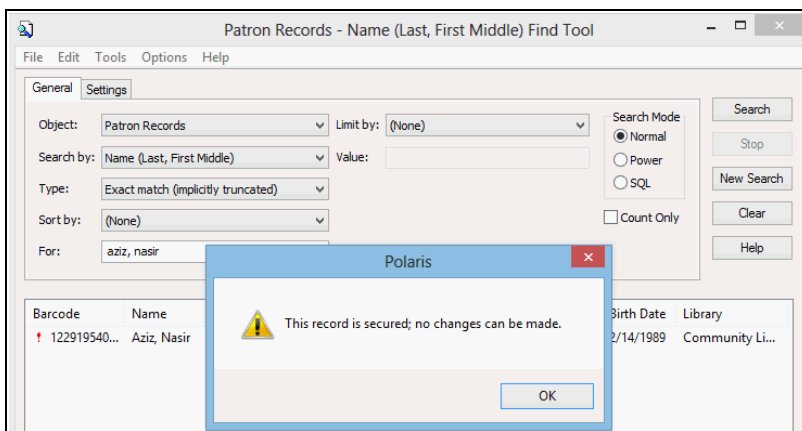 Patron Records - Name (Last, First Middle) Find Tool
File Edit Tools Options Help
General Settings
Object: Patron Records Limit by: (None) Search Mode Search
Normal
Search by: Name (Last, First Middle) Value: Power Stop
Type: Exact match (implicitly truncated) SQL New Search
Sort by: (None) Count Only Clear
For: aziz, nasir Help
Polaris
This record is secured; no changes can be made.
OK
Barcode Name Birth Date Library
! 122919540... Aziz, Nasir 2/14/1989 Community Li...